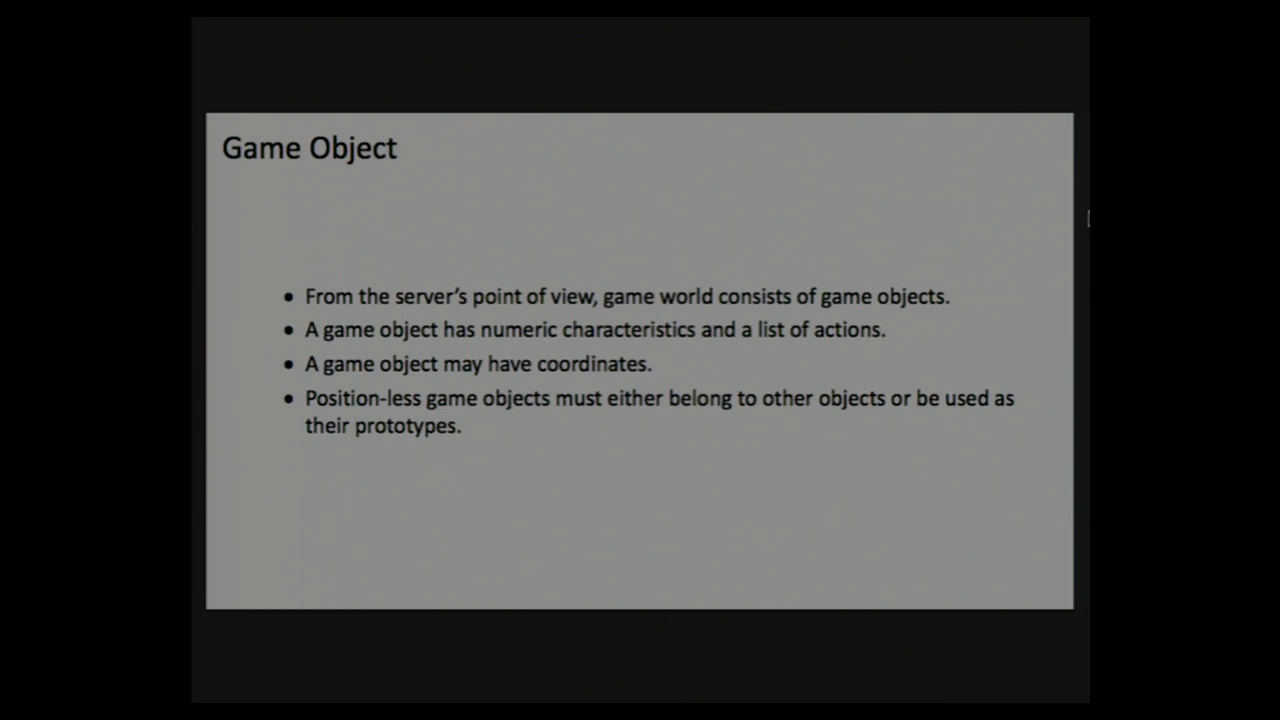 Game Object
• From the server's point of view, game world consists of game objects.
• A game object has numeric characteristics and a list of actions.
• A game object may have coordinates.
• Position-less game objects must either belong to other objects or be used as
their prototypes.